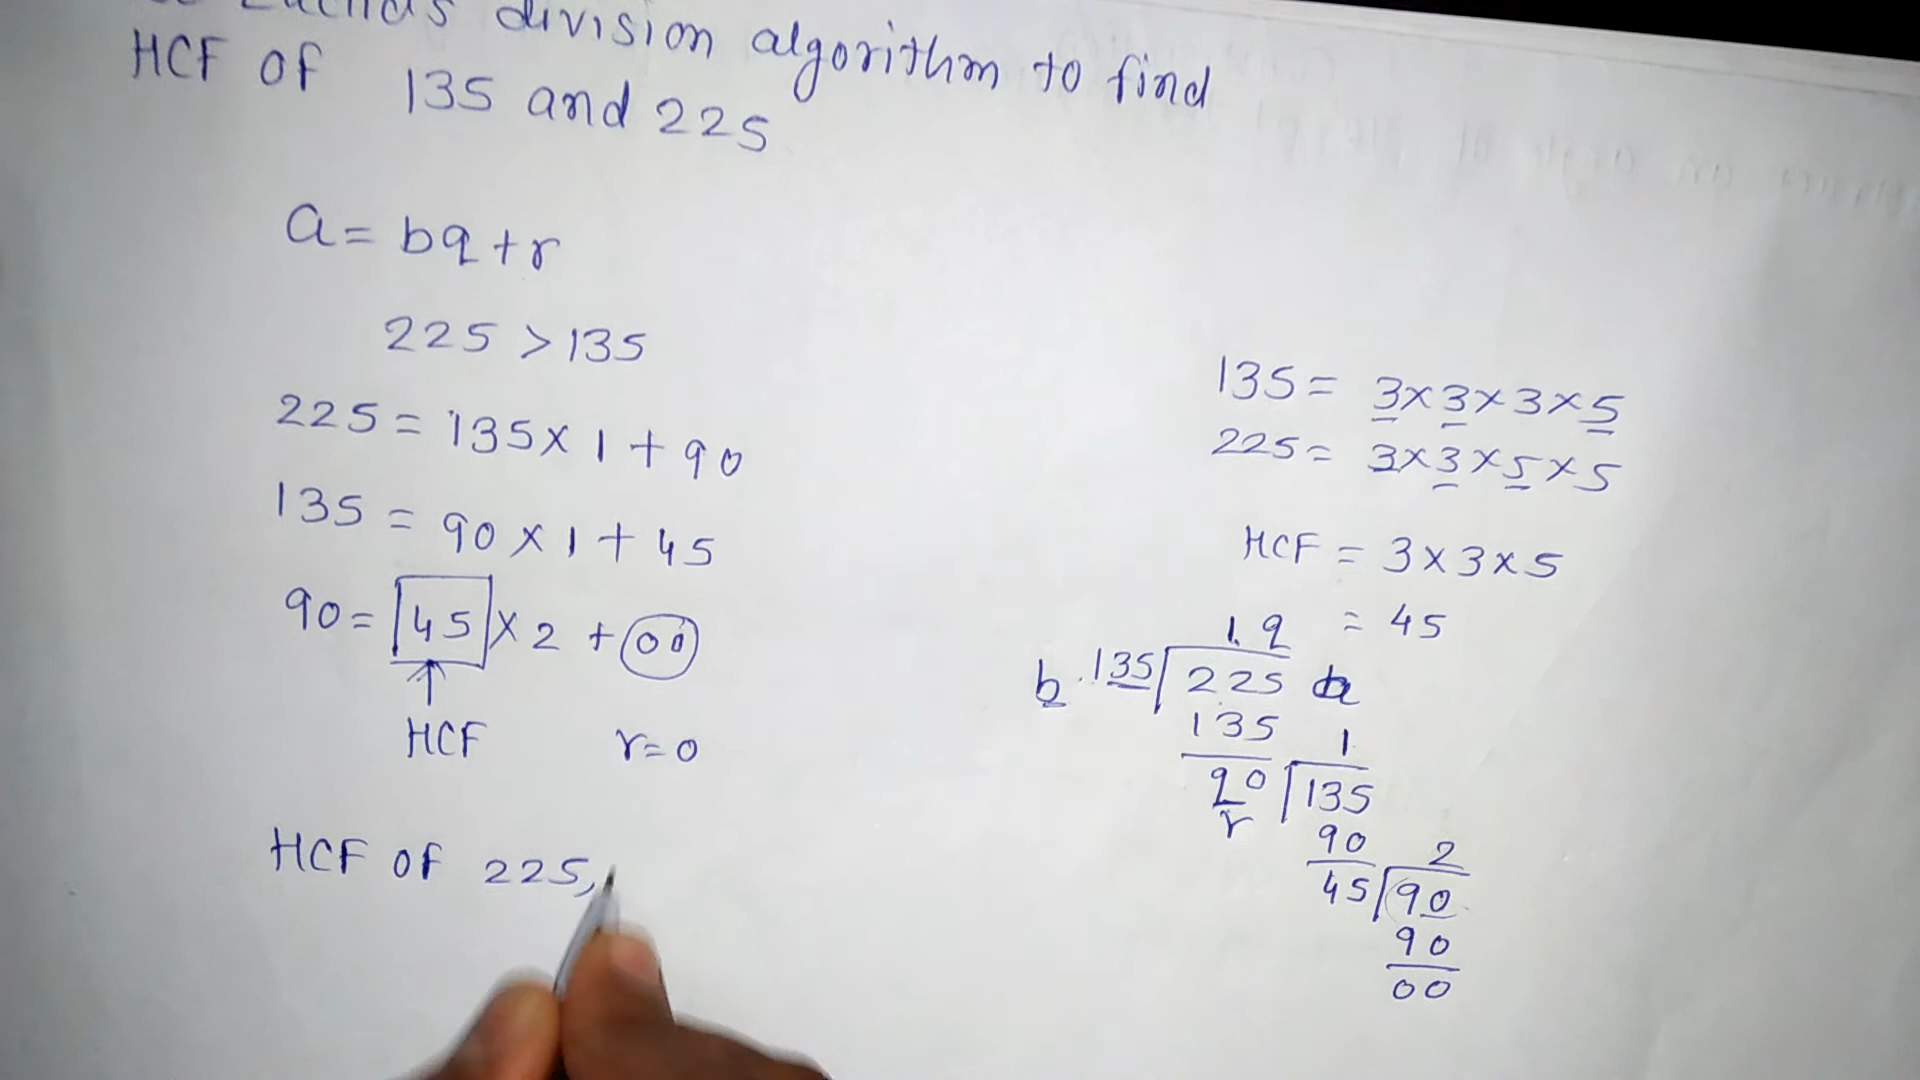 division algorithm to find
HCF of 135 and 225
a = bq + r
225 > 135
225 = 135 × 1 + 90
135 = 90 × 1 + 45
90 = 45 × 2 + 00
HCF r = 0
HCF of 225,
135 = 3 × 3 × 3 × 5
225 = 3 × 3 × 5 × 5
HCF = 3 × 3 × 5
= 45
1 q
b 135 225 a
135 1
90 135
r
90 2
45 90
90
00